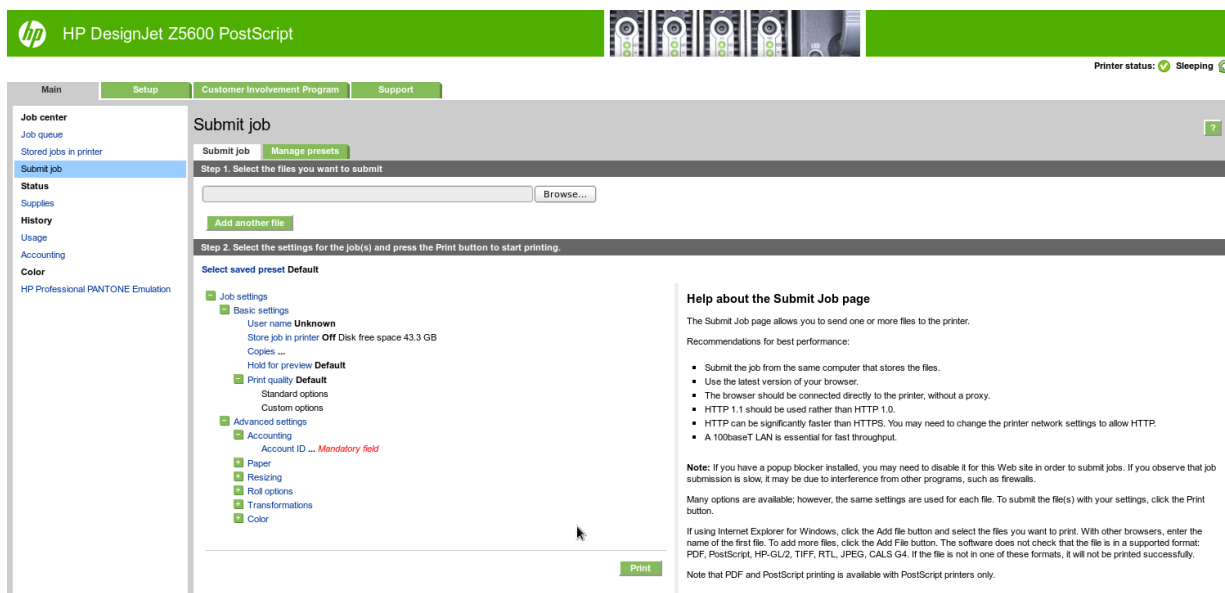 hp HP DesignJet Z5600 PostScript
Printer status: Sleeping
Main Setup Customer Involvement Program Support
Job center
Job queue
Stored jobs in printer
Submit job
Status
Supplies
History
Usage
Accounting
Color
HP Professional PANTONE Emulation
Submit job
?
Submit job Manage presets
Step 1. Select the files you want to submit
Browse...
Add another file
Step 2. Select the settings for the job(s) and press the Print button to start printing.
Select saved preset Default
Job settings
Basic settings
User name Unknown
Store job in printer Off Disk free space 43.3 GB
Copies ...
Hold for preview Default
Print quality Default
Standard options
Custom options
Advanced settings
Accounting
Account ID ... Mandatory field
Paper
Resizing
Roll options
Transformations
Color
Print
Help about the Submit Job page
The Submit Job page allows you to send one or more files to the printer.
Recommendations for best performance:
Submit the job from the same computer that stores the files.
Use the latest version of your browser.
The browser should be connected directly to the printer, without a proxy.
HTTP 1.1 should be used rather than HTTP 1.0.
HTTP can be significantly faster than HTTPS. You may need to change the printer network settings to allow HTTP.
A 100baseT LAN is essential for fast throughput.
Note: If you have a popup blocker installed, you may need to disable it for this Web site in order to submit jobs. If you observe that job
submission is slow, it may be due to interference from other programs, such as firewalls.
Many options are available; however, the same settings are used for each file. To submit the file(s) with your settings, click the Print
button.
If using Internet Explorer for Windows, click the Add file button and select the files you want to print. With other browsers, enter the
name of the first file. To add more files, click the Add File button. The software does not check that the file is in a supported format:
PDF, PostScript, HP-GL/2, TIFF, RTL, JPEG, CALS G4. If the file is not in one of these formats, it will not be printed successfully.
Note that PDF and PostScript printing is available with PostScript printers only.